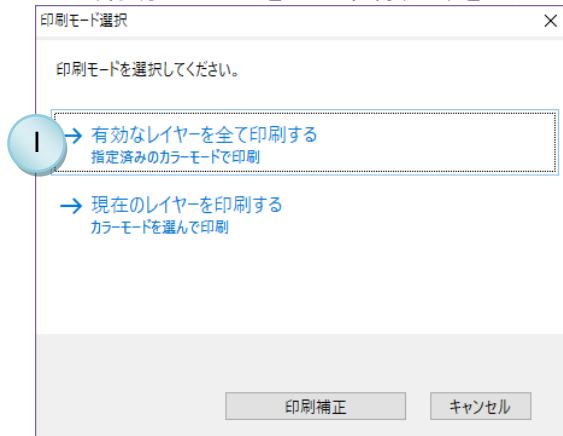 印刷モード選択
印刷モードを選択してください。
1
→ 有効なレイヤーを全て印刷する
指定済みのカラーモードで印刷
→ 現在のレイヤーを印刷する
カラーモードを選んで印刷
印刷補正
キャンセル